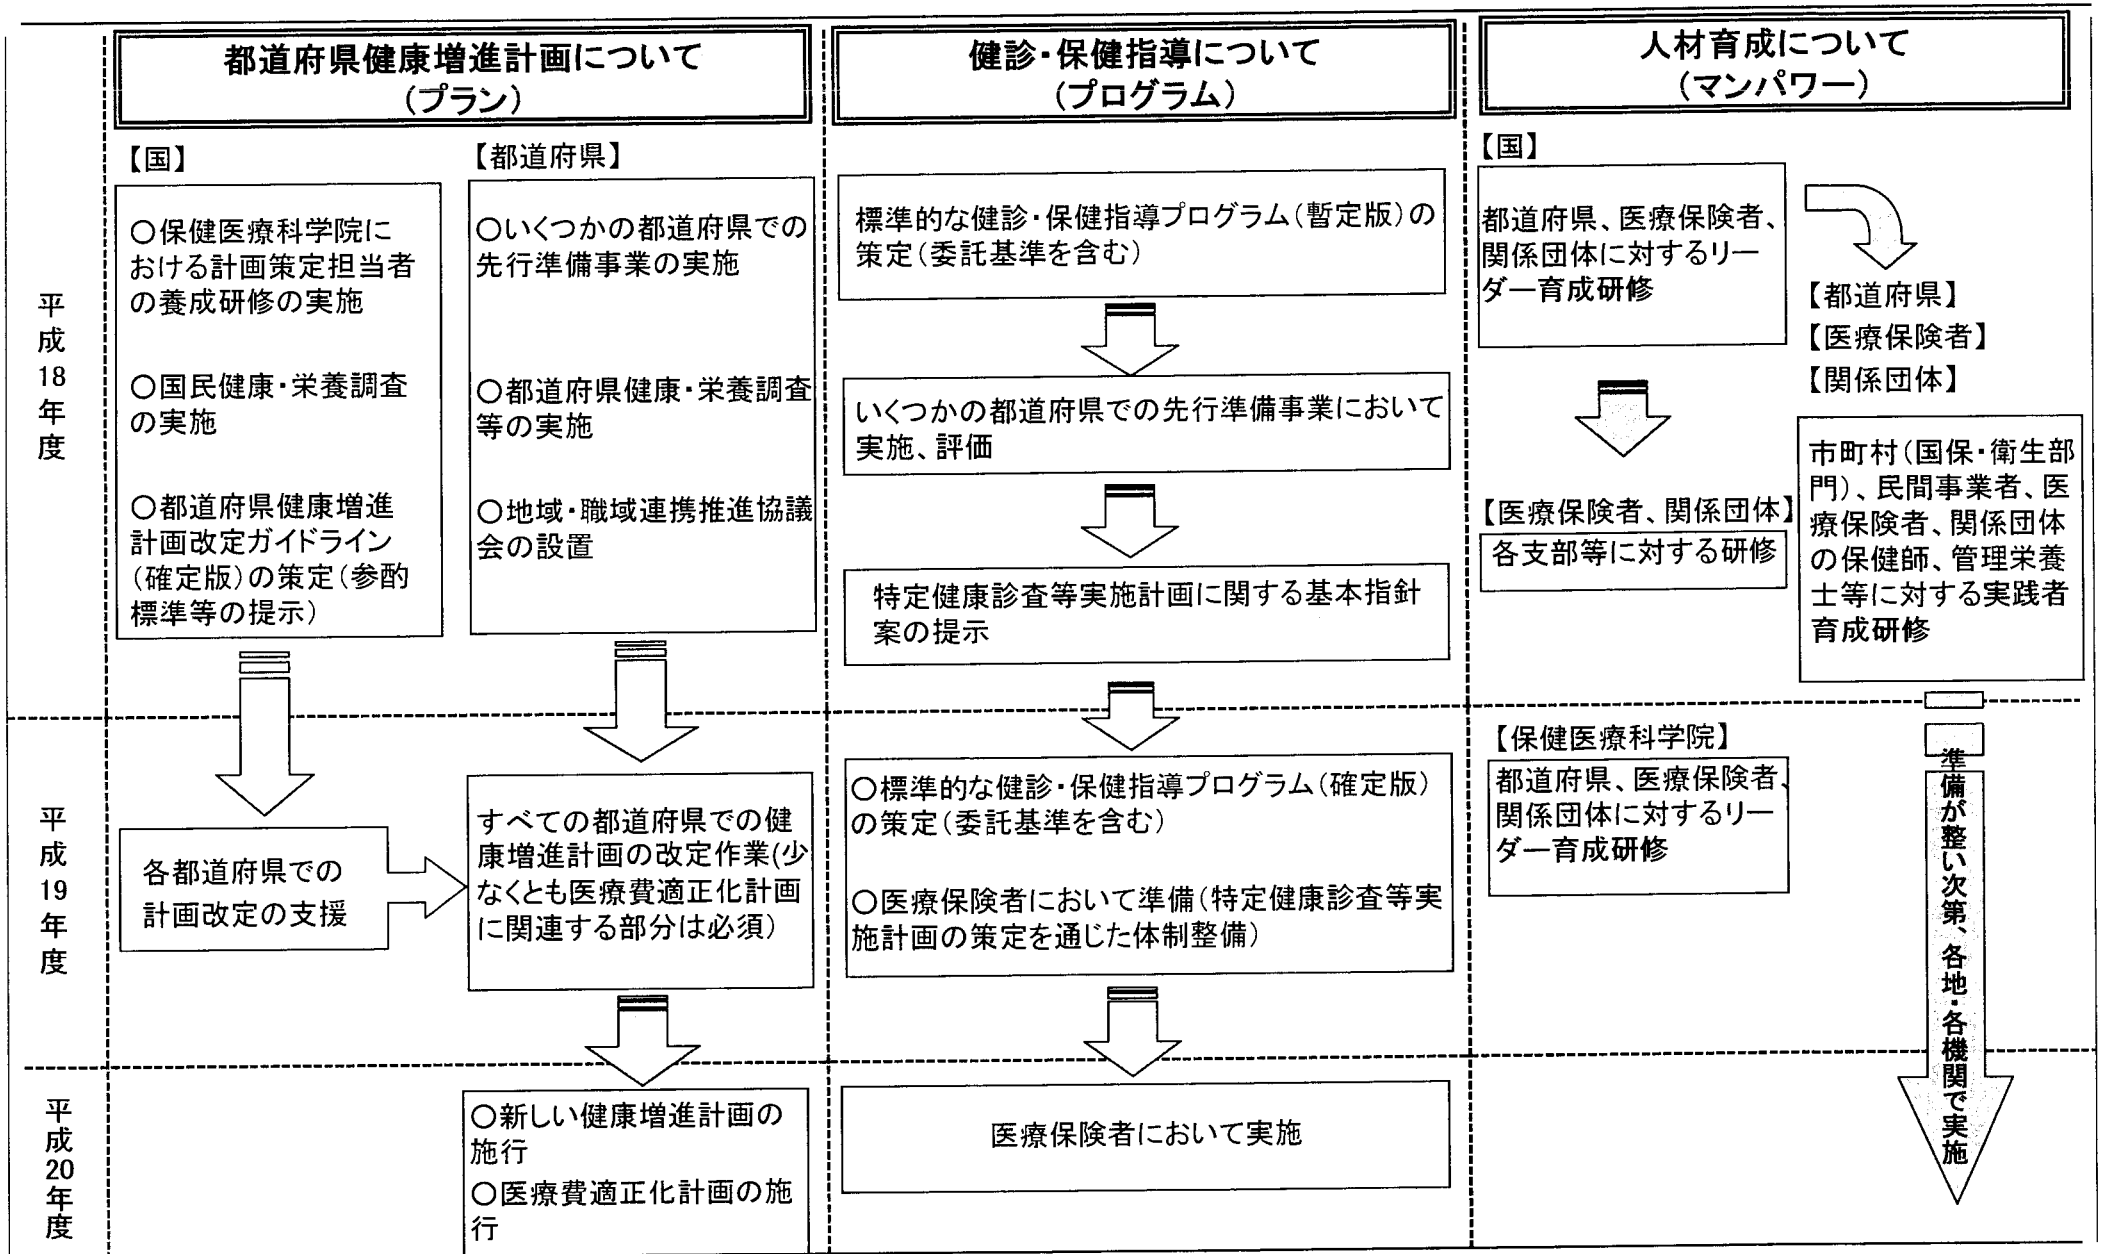 都道府県健康増進計画について
(プラン)
健診・保健指導について
(プログラム)
人材育成について
(マンパワー)
平成18年度
【国】
○保健医療科学院に
おける計画策定担当者
の養成研修の実施
○国民健康・栄養調査
の実施
○都道府県健康増進
計画改定ガイドライン
(確定版)の策定(参酌
標準等の提示)
【都道府県】
○いくつかの都道府県での
先行準備事業の実施
○都道府県健康・栄養調査
等の実施
○地域・職域連携推進協議
会の設置
標準的な健診・保健指導プログラム(暫定版)の
策定(委託基準を含む)
いくつかの都道府県での先行準備事業において
実施、評価
特定健康診査等実施計画に関する基本指針
案の提示
【国】
都道府県、医療保険者、
関係団体に対するリー
ダー育成研修
【医療保険者、関係団体】
各支部等に対する研修
【都道府県】
【医療保険者】
【関係団体】
市町村(国保・衛生部
門)、民間事業者、医
療保険者、関係団体
の保健師、管理栄養
士等に対する実践者
育成研修
平成19年度
各都道府県での
計画改定の支援
すべての都道府県での健
康増進計画の改定作業(少
なくとも医療費適正化計画
に関連する部分は必須)
○標準的な健診・保健指導プログラム(確定版)
の策定(委託基準を含む)
○医療保険者において準備(特定健康診査等実
施計画の策定を通じた体制整備)
【保健医療科学院】
都道府県、医療保険者、
関係団体に対するリー
ダー育成研修
準備が整い次第、各地・各機関で実施
平成20年度
○新しい健康増進計画の
施行
○医療費適正化計画の施
行
医療保険者において実施